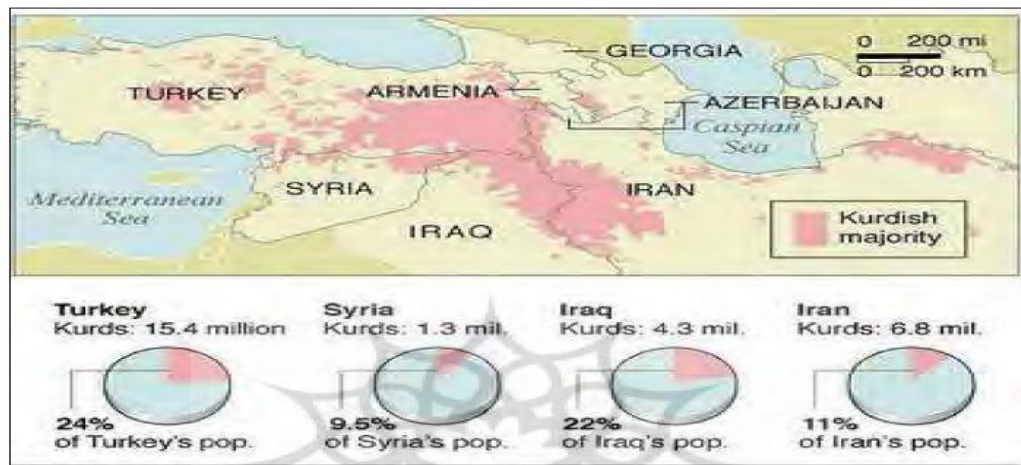 GEORGIA
0 200 mi
0 200 km
TURKEY
ARMENIA
AZERBAIJAN
Caspian
Sea
SYRIA
IRAN
Mediterranean
Sea
IRAQ
Kurdish
majority
Turkey
Kurds: 15.4 million
24%
of Turkey's pop.
Syria
Kurds: 1.3 mil.
9.5%
of Syria's pop.
Iraq
Kurds: 4.3 mil.
22%
of Iraq's pop.
Iran
Kurds: 6.8 mil.
11%
of Iran's pop.